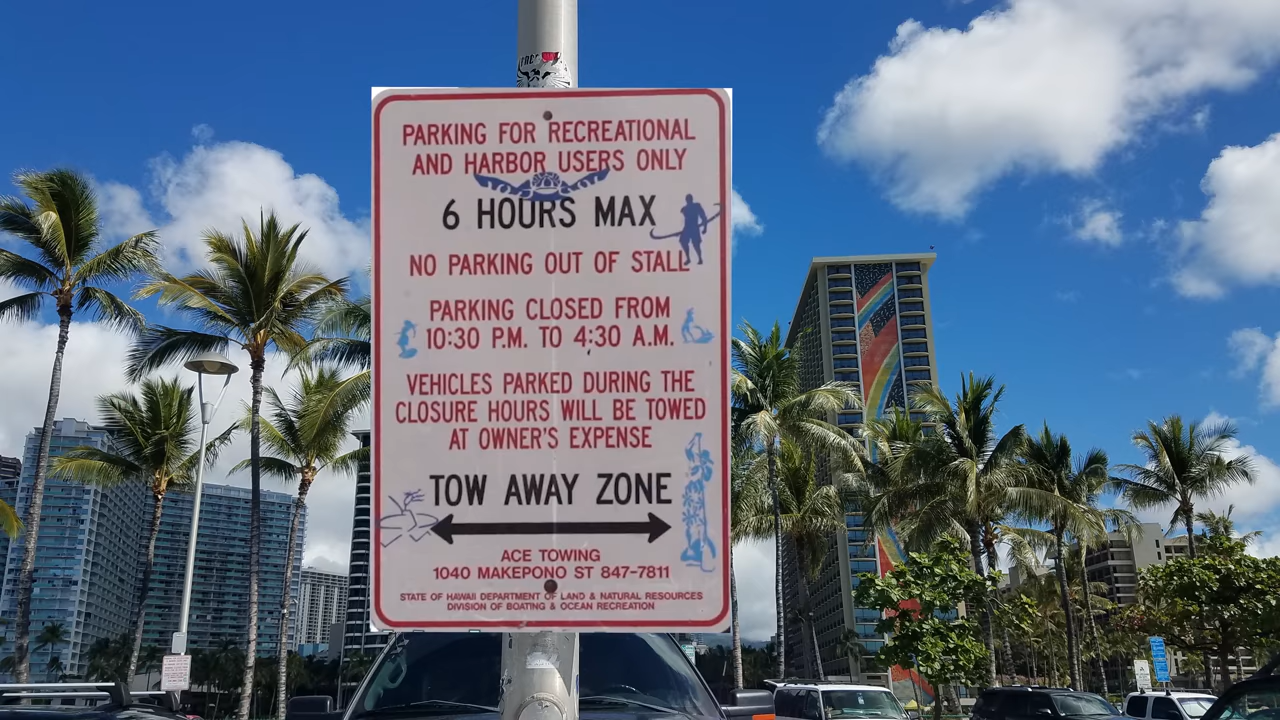 PARKING FOR RECREATIONAL
AND HARBOR USERS ONLY
6 HOURS MAX
NO PARKING OUT OF STALL
PARKING CLOSED FROM
10:30 P.M. TO 4:30 A.M.
VEHICLES PARKED DURING THE
CLOSURE HOURS WILL BE TOWED
AT OWNER'S EXPENSE
TOW AWAY ZONE
ACE TOWING
1040 MAKEPONO ST 847-7811
STATE OF HAWAII DEPARTMENT OF LAND & NATURAL RESOURCES
DIVISION OF BOATING & OCEAN RECREATION